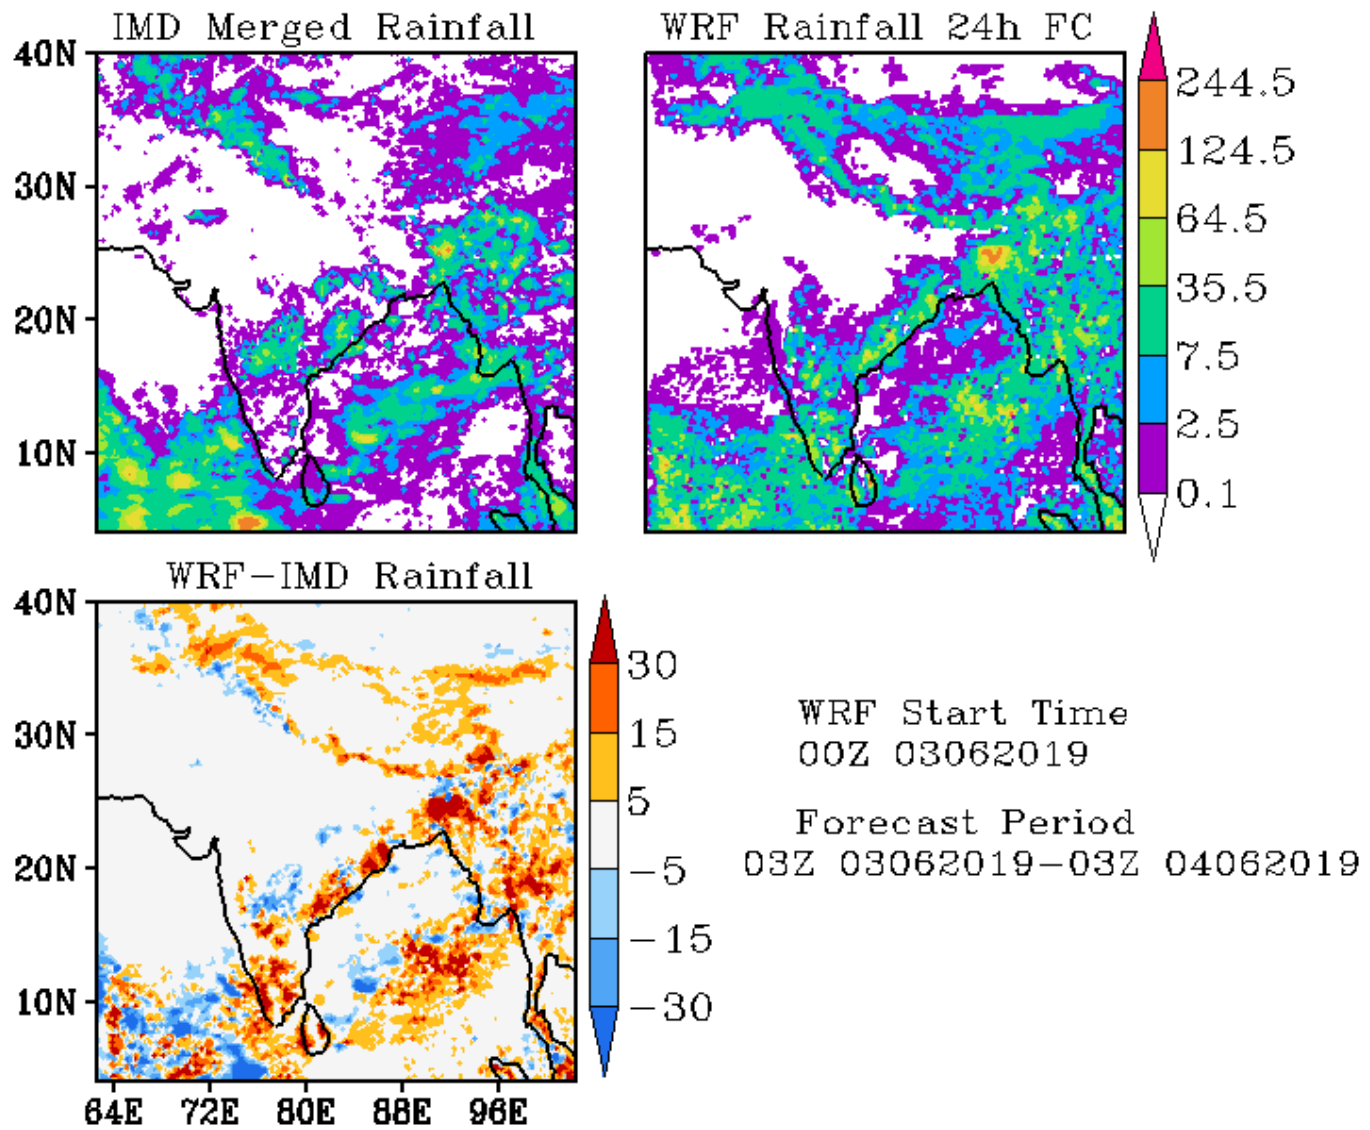 IMD Merged Rainfall
WRF Rainfall 24h FC
40N
30N
20N
10N
244.5
124.5
64.5
35.5
7.5
2.5
0.1
WRF-IMD Rainfall
40N
30N
20N
10N
64E 72E 80E 88E 96E
30
15
5
-5
-15
-30
WRF Start Time
00Z 03062019
Forecast Period
03Z 03062019-03Z 04062019